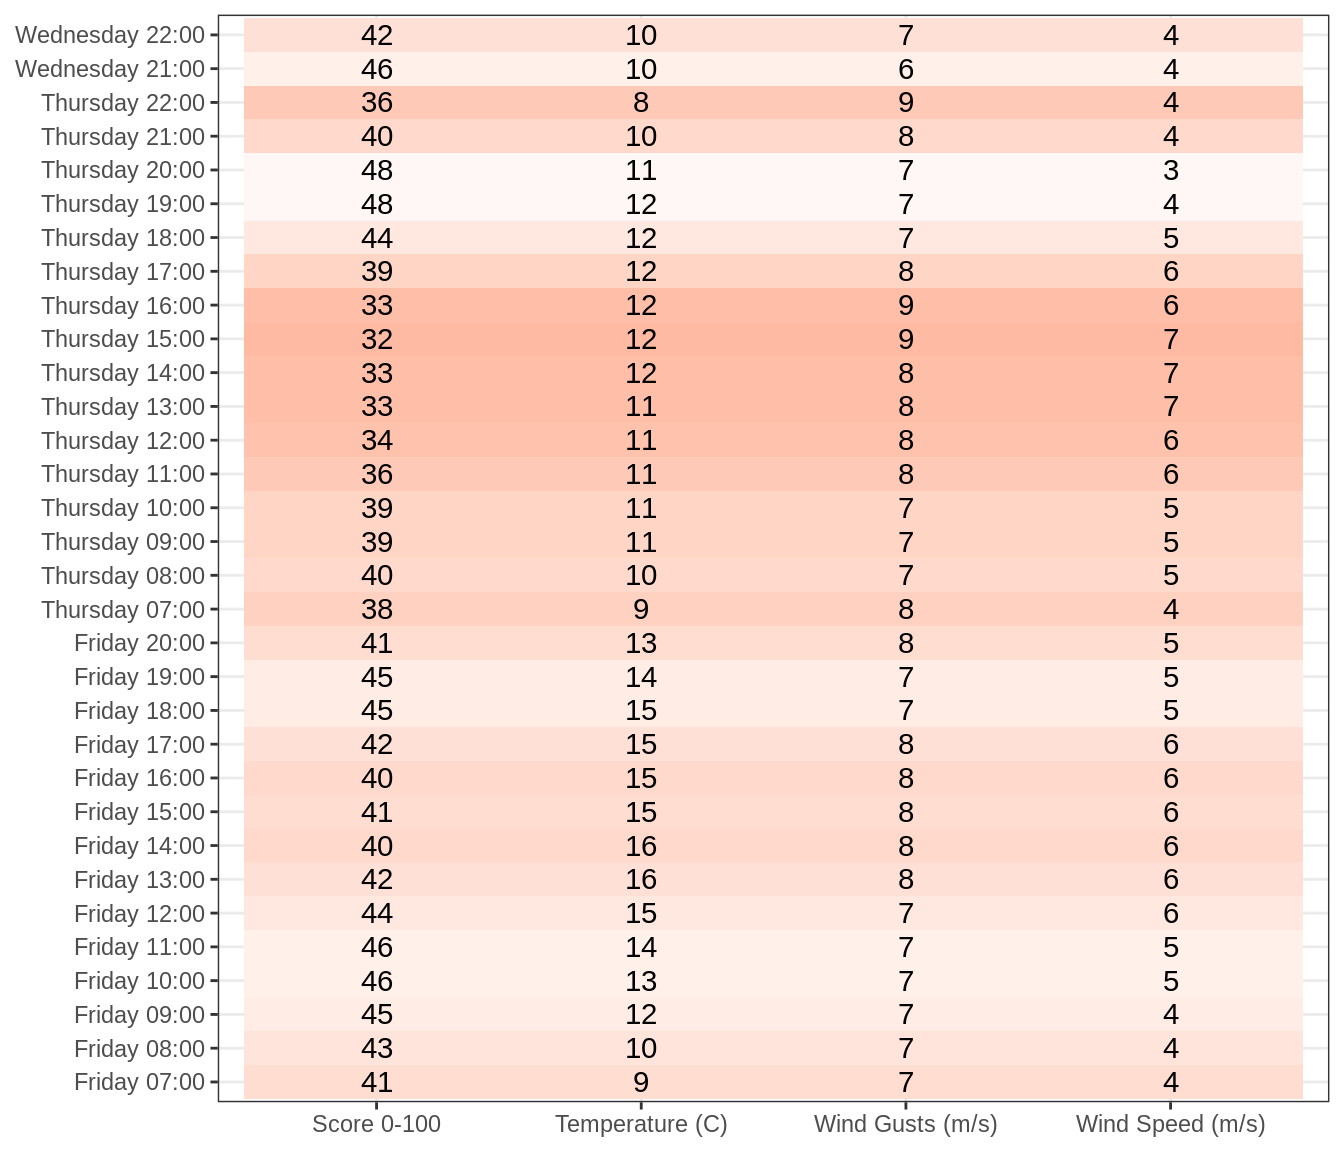 Wednesday 22:00 42 10 7 4
Wednesday 21:00 46 10 6 4
Thursday 22:00 36 8 9 4
Thursday 21:00 40 10 8 4
Thursday 20:00 48 11 7 3
Thursday 19:00 48 12 7 4
Thursday 18:00 44 12 7 5
Thursday 17:00 39 12 8 6
Thursday 16:00 33 12 9 6
Thursday 15:00 32 12 9 7
Thursday 14:00 33 12 8 7
Thursday 13:00 33 11 8 7
Thursday 12:00 34 11 8 6
Thursday 11:00 36 11 8 6
Thursday 10:00 39 11 7 5
Thursday 09:00 39 11 7 5
Thursday 08:00 40 10 7 5
Thursday 07:00 38 9 8 4
Friday 20:00 41 13 8 5
Friday 19:00 45 14 7 5
Friday 18:00 45 15 7 5
Friday 17:00 42 15 8 6
Friday 16:00 40 15 8 6
Friday 15:00 41 15 8 6
Friday 14:00 40 16 8 6
Friday 13:00 42 16 8 6
Friday 12:00 44 15 7 6
Friday 11:00 46 14 7 5
Friday 10:00 46 13 7 5
Friday 09:00 45 12 7 4
Friday 08:00 43 10 7 4
Friday 07:00 41 9 7 4
Score 0-100 Temperature (C) Wind Gusts (m/s) Wind Speed (m/s)